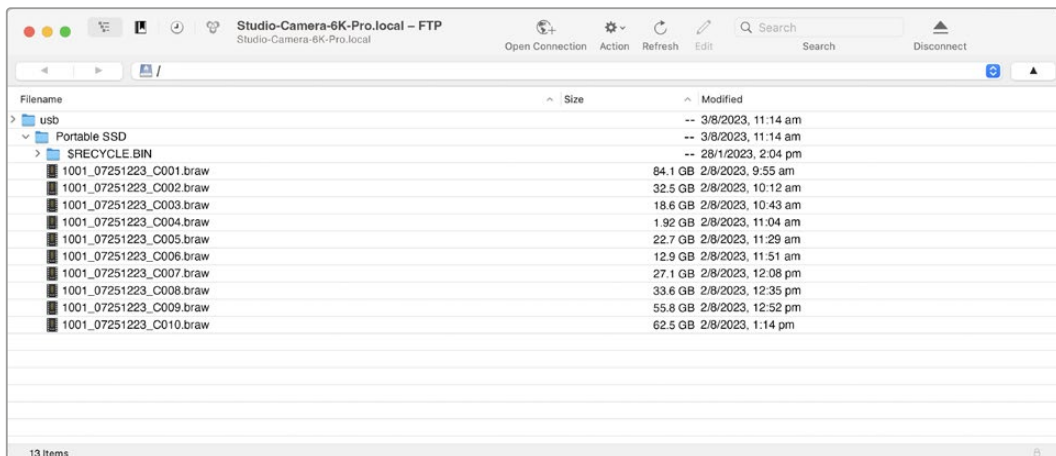 Studio-Camera-6K-Pro.local – FTP
Studio-Camera-6K-Pro.local
Open Connection Action Refresh Edit Search Search Disconnect
/
Filename Size Modified
usb -- 3/8/2023, 11:14 am
Portable SSD -- 3/8/2023, 11:14 am
$RECYCLE.BIN -- 28/1/2023, 2:04 pm
1001_07251223_C001.braw 84.1 GB 2/8/2023, 9:55 am
1001_07251223_C002.braw 32.5 GB 2/8/2023, 10:12 am
1001_07251223_C003.braw 18.6 GB 2/8/2023, 10:43 am
1001_07251223_C004.braw 1.92 GB 2/8/2023, 11:04 am
1001_07251223_C005.braw 22.7 GB 2/8/2023, 11:29 am
1001_07251223_C006.braw 12.9 GB 2/8/2023, 11:51 am
1001_07251223_C007.braw 27.1 GB 2/8/2023, 12:08 pm
1001_07251223_C008.braw 33.6 GB 2/8/2023, 12:35 pm
1001_07251223_C009.braw 55.8 GB 2/8/2023, 12:52 pm
1001_07251223_C010.braw 62.5 GB 2/8/2023, 1:14 pm
13 Items